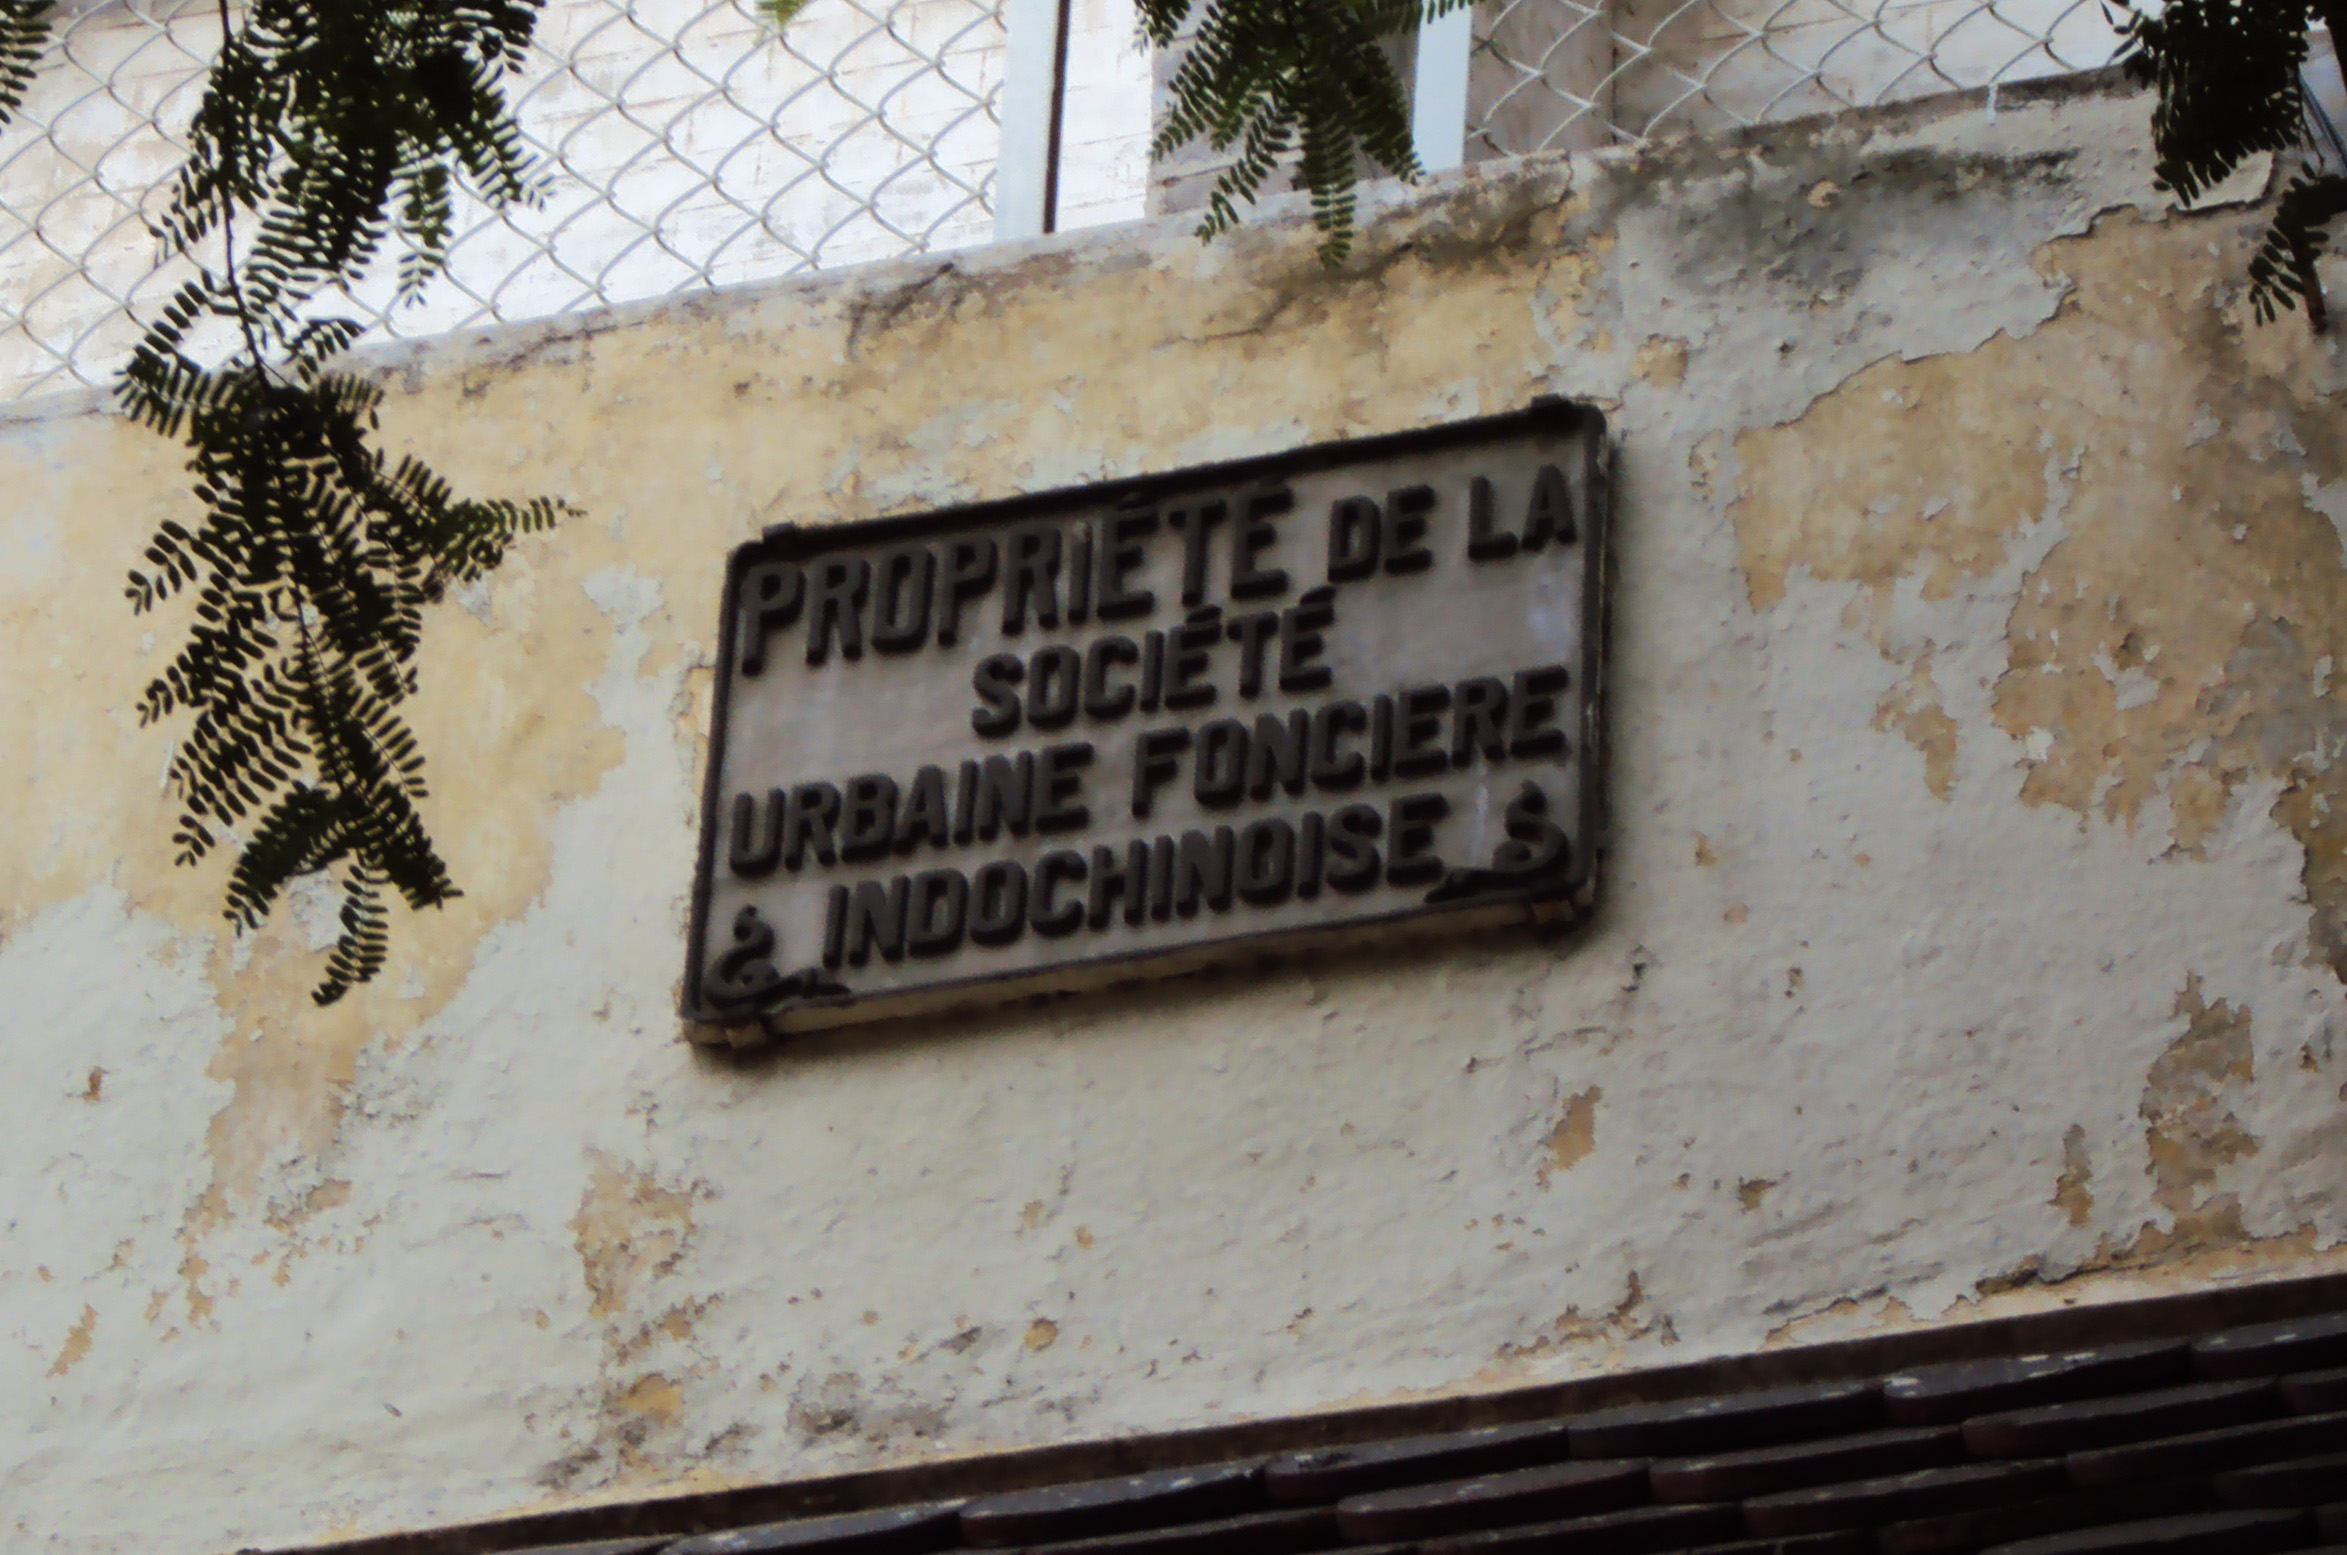 PROPRIÉTÉ DE LA
SOCIÉTÉ
URBAINE FONCIERE
INDOCHINOISE